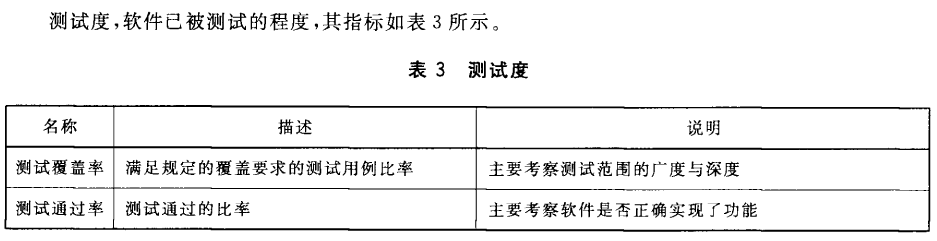 测试度,软件已被测试的程度,其指标如表 3 所示。
表 3 测试度
名称 描述 说明
测试覆盖率 满足规定的覆盖要求的测试用例比率 主要考察测试范围的广度与深度
测试通过率 测试通过的比率 主要考察软件是否正确实现了功能